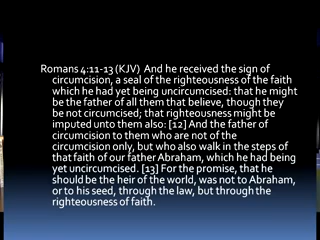 Romans 4:11-13 (KJV)  And he received the sign of
circumcision, a seal of the righteousness of the faith
which he had yet being uncircumcised: that he might
be the father of all them that believe, though they
be not circumcised; that righteousness might be
imputed unto them also: [12] And the father of
circumcision to them who are not of the
circumcision only, but who also walk in the steps of
that faith of our father Abraham, which he had being
yet uncircumcised. [13] For the promise, that he
should be the heir of the world, was not to Abraham,
or to his seed, through the law, but through the
righteousness of faith.